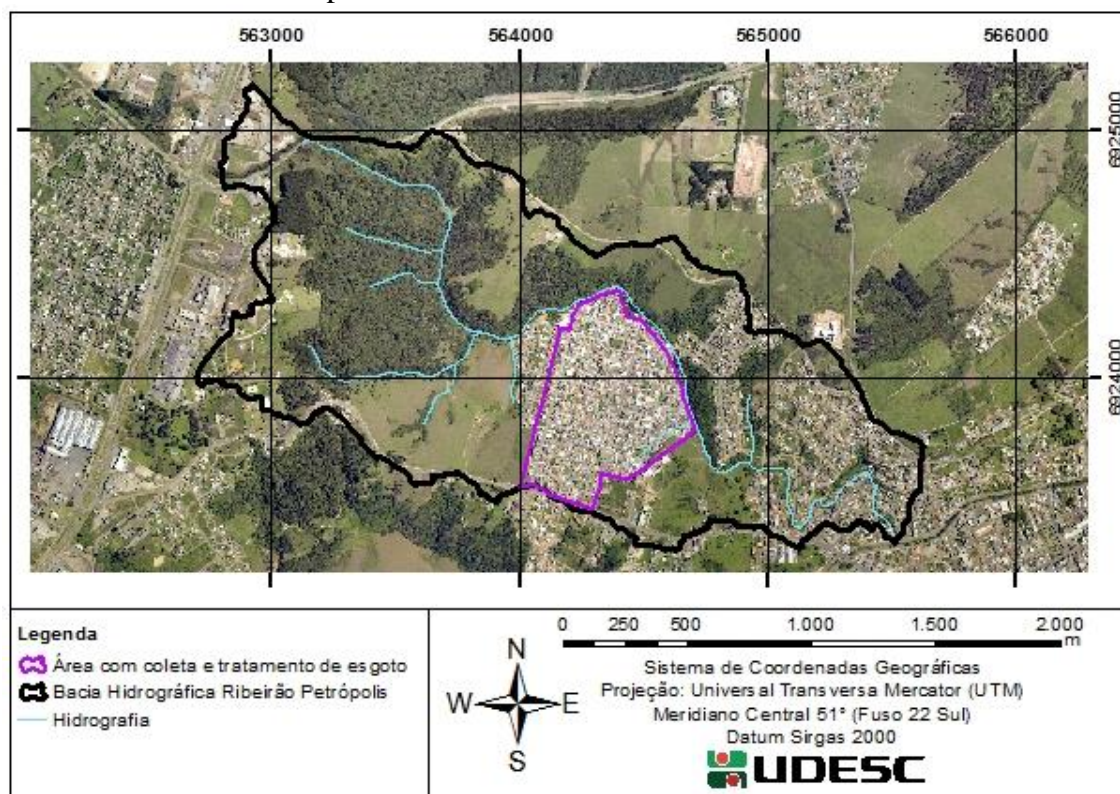 563000 564000 565000 566000
6925000
6924000
Legenda
Área com coleta e tratamento de esgoto
Bacia Hidrográfica Ribeirão Petrópolis
Hidrografia
N
W E
S
0 250 500 1.000 1.500 2.000
m
Sistema de Coordenadas Geográficas
Projeção: Universal Transversa Mercator (UTM)
Meridiano Central 51° (Fuso 22 Sul)
Datum Sirgas 2000
UDESC